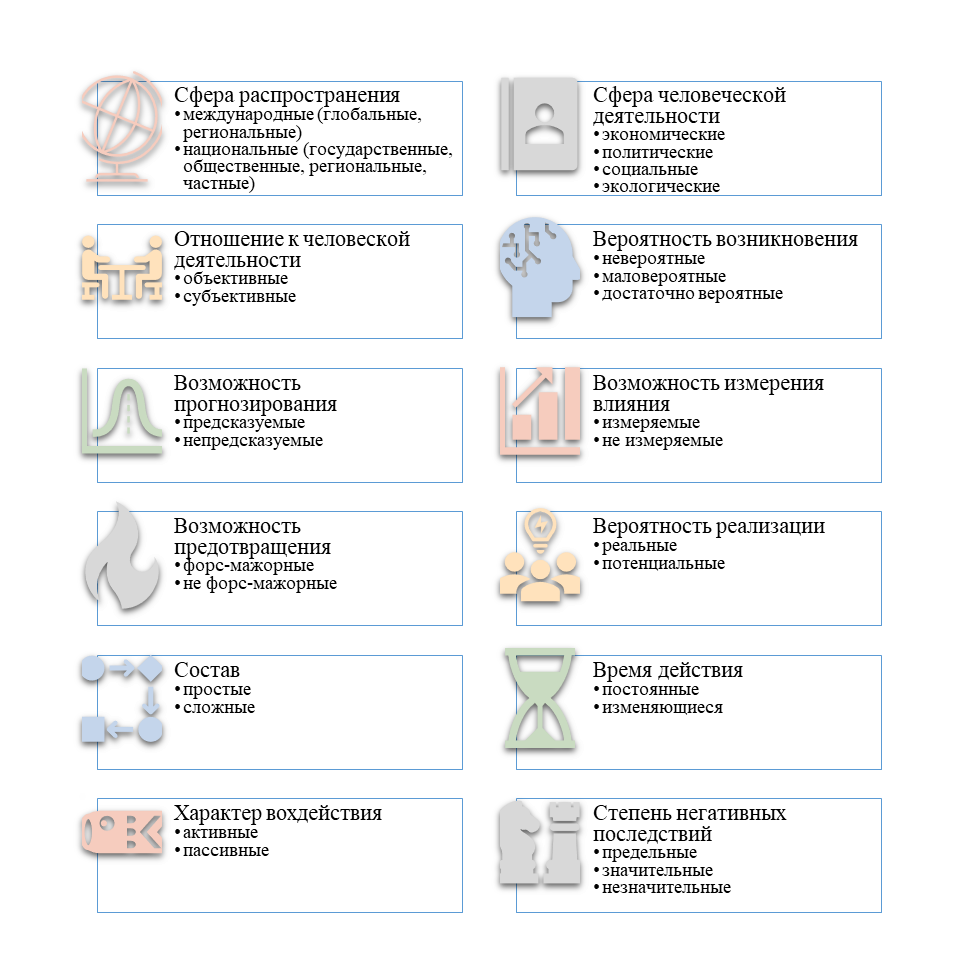 Сфера распространения
•международные (глобальные,
региональные)
•национальные (государственные,
общественные, региональные,
частные)
Сфера человеческой
деятельности
•экономические
•политические
•социальные
•экологические
Отношение к человеской
деятельности
•объективные
•субъективные
Вероятность возникновения
•невероятные
•маловероятные
•достаточно вероятные
Возможность
прогнозирования
•предсказуемые
•непредсказуемые
Возможность измерения
влияния
•измеряемые
•не измеряемые
Возможность
предотвращения
•форс-мажорные
•не форс-мажорные
Вероятность реализации
•реальные
•потенциальные
Состав
•простые
•сложные
Время действия
•постоянные
•изменяющиеся
Характер вохдействия
•активные
•пассивные
Степень негативных
последствий
•предельные
•значительные
•незначительные